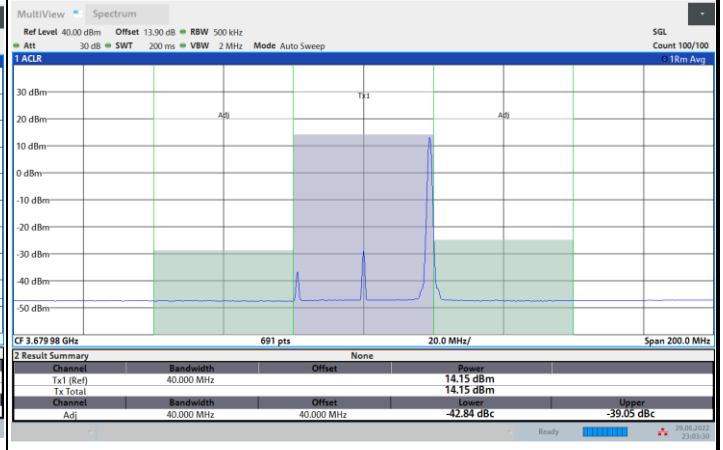 MultiView Spectrum
Ref Level 40.00 dBm Offset 13.90 dB RBW 500 kHz SGL
Att 30 dB SWT 200 ms VBW 2 MHz Mode Auto Sweep Count 100/100
1 ACLR 1Rm Avg
30 dBm
Tx1
20 dBm Adj Adj
10 dBm
0 dBm
-10 dBm
-20 dBm
-30 dBm
-40 dBm
-50 dBm
CF 3.679 98 GHz 691 pts 20.0 MHz/ Span 200.0 MHz
2 Result Summary None
Channel Bandwidth Offset Power
Tx1 (Ref) 40.000 MHz 14.15 dBm
Tx Total 14.15 dBm
Channel Bandwidth Offset Lower Upper
Adj 40.000 MHz 40.000 MHz -42.84 dBc -39.05 dBc
Ready 29.06.2022
23:03:30